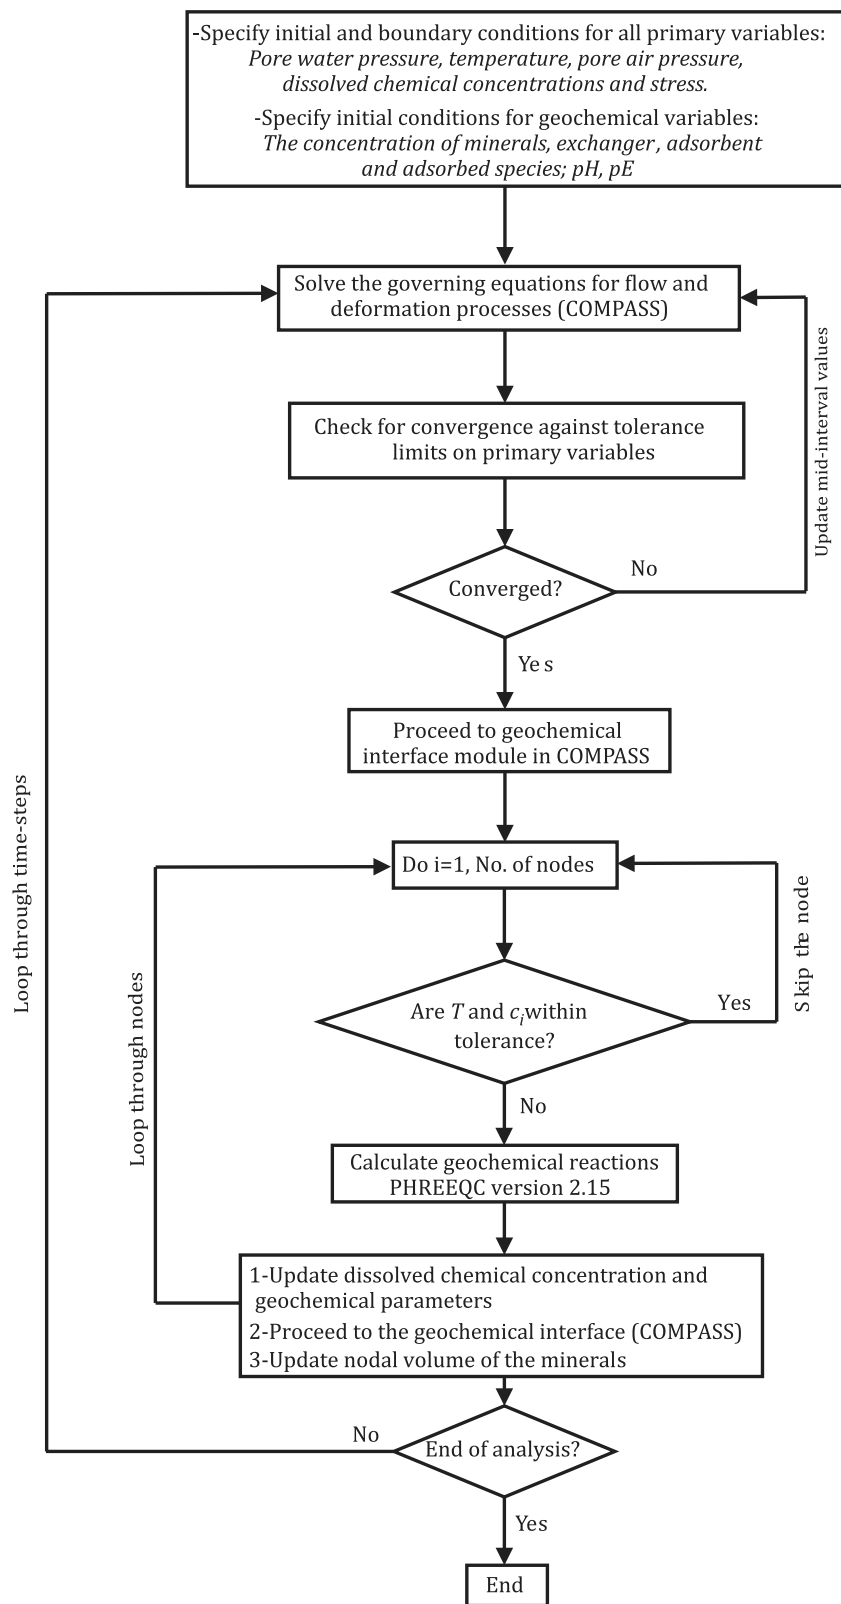 -Specify initial and boundary conditions for all primary variables:
Pore water pressure, temperature, pore air pressure,
dissolved chemical concentrations and stress.
-Specify initial conditions for geochemical variables:
The concentration of minerals, exchanger, adsorbent
and adsorbed species; pH, pE
Solve the governing equations for flow and
deformation processes (COMPASS)
Update mid-interval values
Check for convergence against tolerance
limits on primary variables
Converged?
No
Yes
Proceed to geochemical
interface module in COMPASS
Loop through time-steps
Do i=1, No. of nodes
Skip the node
Are T and ci within
tolerance?
Yes
Loop through nodes
No
Calculate geochemical reactions
PHREEQC version 2.15
1-Update dissolved chemical concentration and
geochemical parameters
2-Proceed to the geochemical interface (COMPASS)
3-Update nodal volume of the minerals
No
End of analysis?
Yes
End